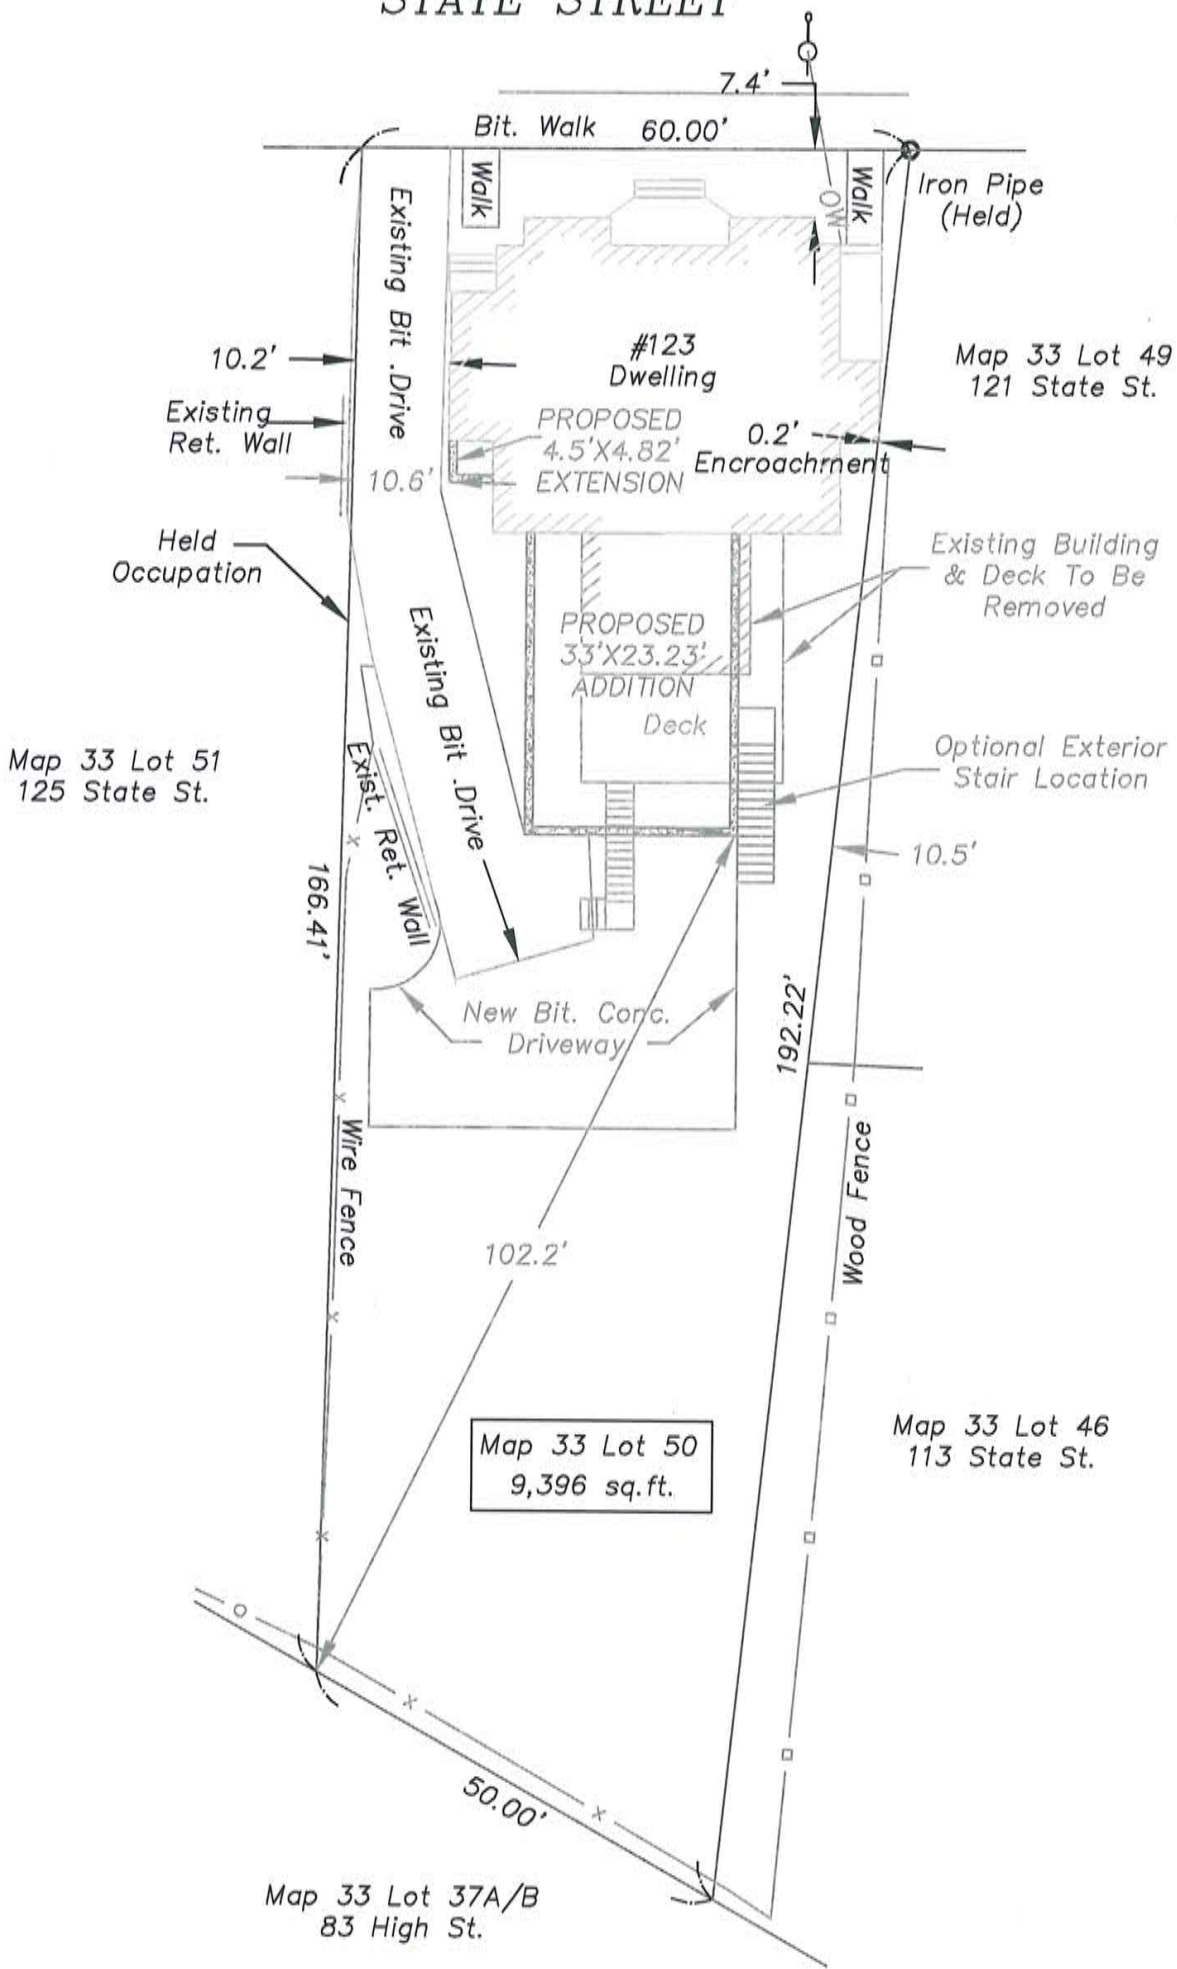 STATE STREET
7.4'
Bit. Walk 60.00'
Walk
Walk
OW
Iron Pipe
(Held)
Existing Bit .Drive
10.2'
#123
Dwelling
Map 33 Lot 49
121 State St.
Existing
Ret. Wall
PROPOSED
4.5'X4.82'
EXTENSION
0.2'
Encroachment
10.6'
Held
Occupation
Existing Building
& Deck To Be
Removed
Existing Bit .Drive
PROPOSED
33'X23.23'
ADDITION
Deck
Map 33 Lot 51
125 State St.
Exist. Ret. Wall
Optional Exterior
Stair Location
10.5'
166.41'
New Bit. Conc.
Driveway
192.22'
Wire Fence
Wood Fence
102.2'
Map 33 Lot 50
9,396 sq.ft.
Map 33 Lot 46
113 State St.
50.00'
Map 33 Lot 37A/B
83 High St.